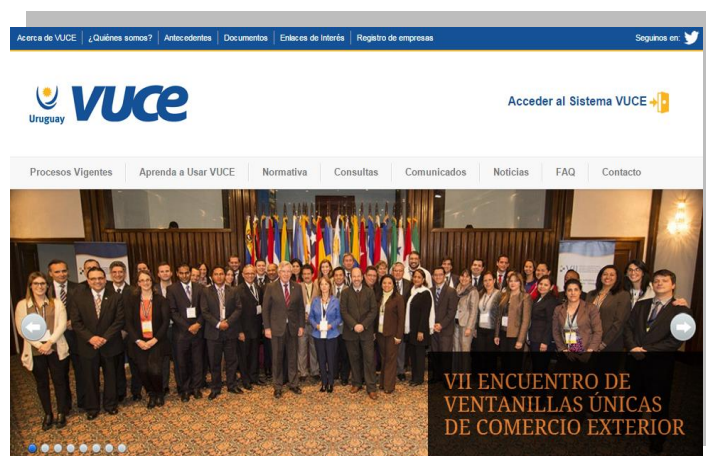 Acerca de VUCE
¿Quiénes somos?
Antecedentes
Documentos
Enlaces de Interés
Registro de empresas
Seguinos en:
Uruguay
VUCE
Acceder al Sistema VUCE
Procesos Vigentes
Aprenda a Usar VUCE
Normativa
Consultas
Comunicados
Noticias
FAQ
Contacto
VII ENCUENTRO DE
VENTANILLAS ÚNICAS
DE COMERCIO EXTERIOR